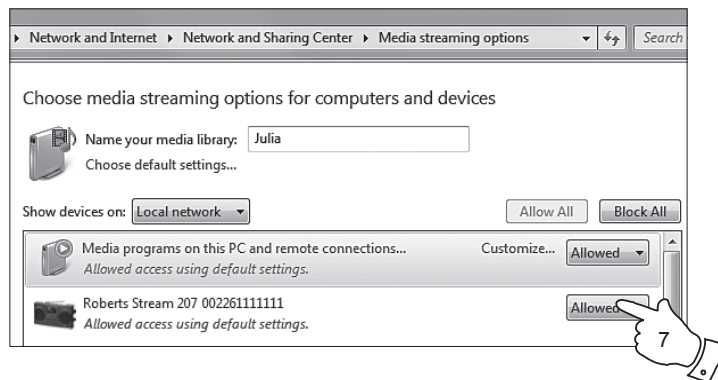 Network and Internet ▸ Network and Sharing Center ▸ Media streaming options Search
Choose media streaming options for computers and devices
Name your media library: Julia
Choose default settings...
Show devices on: Local network Allow All Block All
Media programs on this PC and remote connections... Customize... Allowed
Allowed access using default settings.
Roberts Stream 207 002261111111 Allowed
Allowed access using default settings.
7